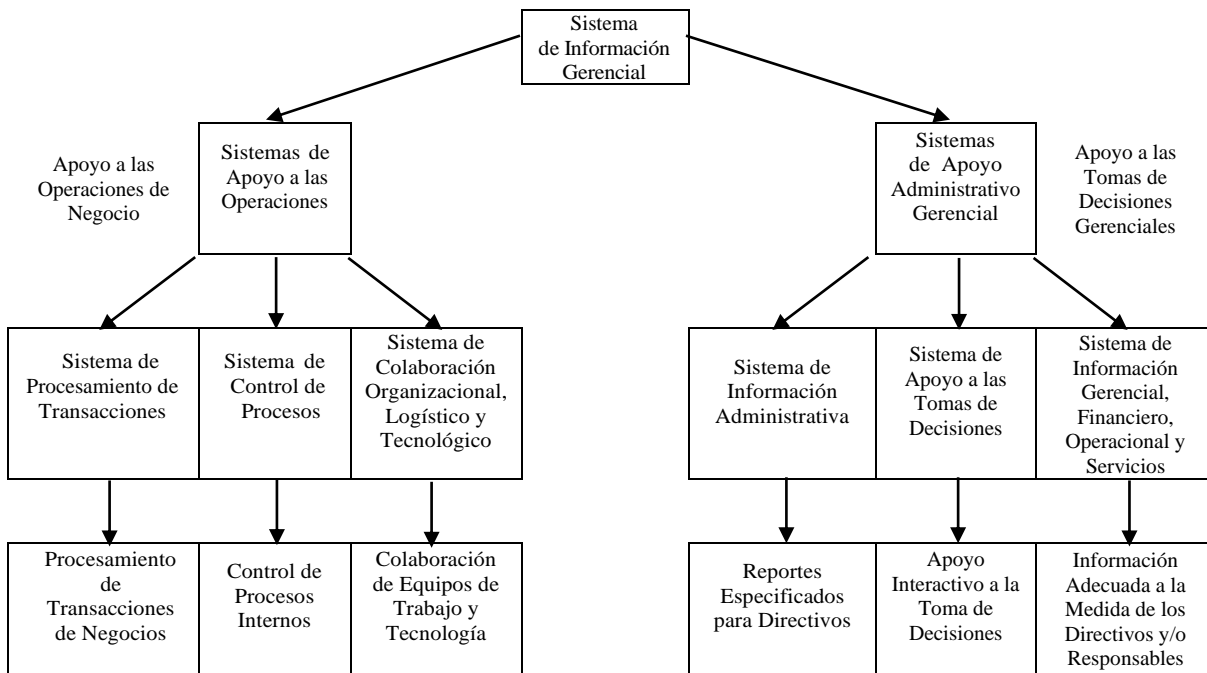 Sistema
de Información
Gerencial
Apoyo a las
Operaciones de
Negocio
Sistemas de
Apoyo a las
Operaciones
Sistemas
de Apoyo
Administrativo
Gerencial
Apoyo a las
Tomas de
Decisiones
Gerenciales
Sistema de
Procesamiento de
Transacciones
Sistema de
Control de
Procesos
Sistema de
Colaboración
Organizacional,
Logístico y
Tecnológico
Sistema de
Información
Administrativa
Sistema de
Apoyo a las
Tomas de
Decisiones
Sistema de
Información
Gerencial,
Financiero,
Operacional y
Servicios
Procesamiento
de
Transacciones
de Negocios
Control de
Procesos
Internos
Colaboración
de Equipos de
Trabajo y
Tecnología
Reportes
Especificados
para Directivos
Apoyo
Interactivo a la
Toma de
Decisiones
Información
Adecuada a la
Medida de los
Directivos y/o
Responsables